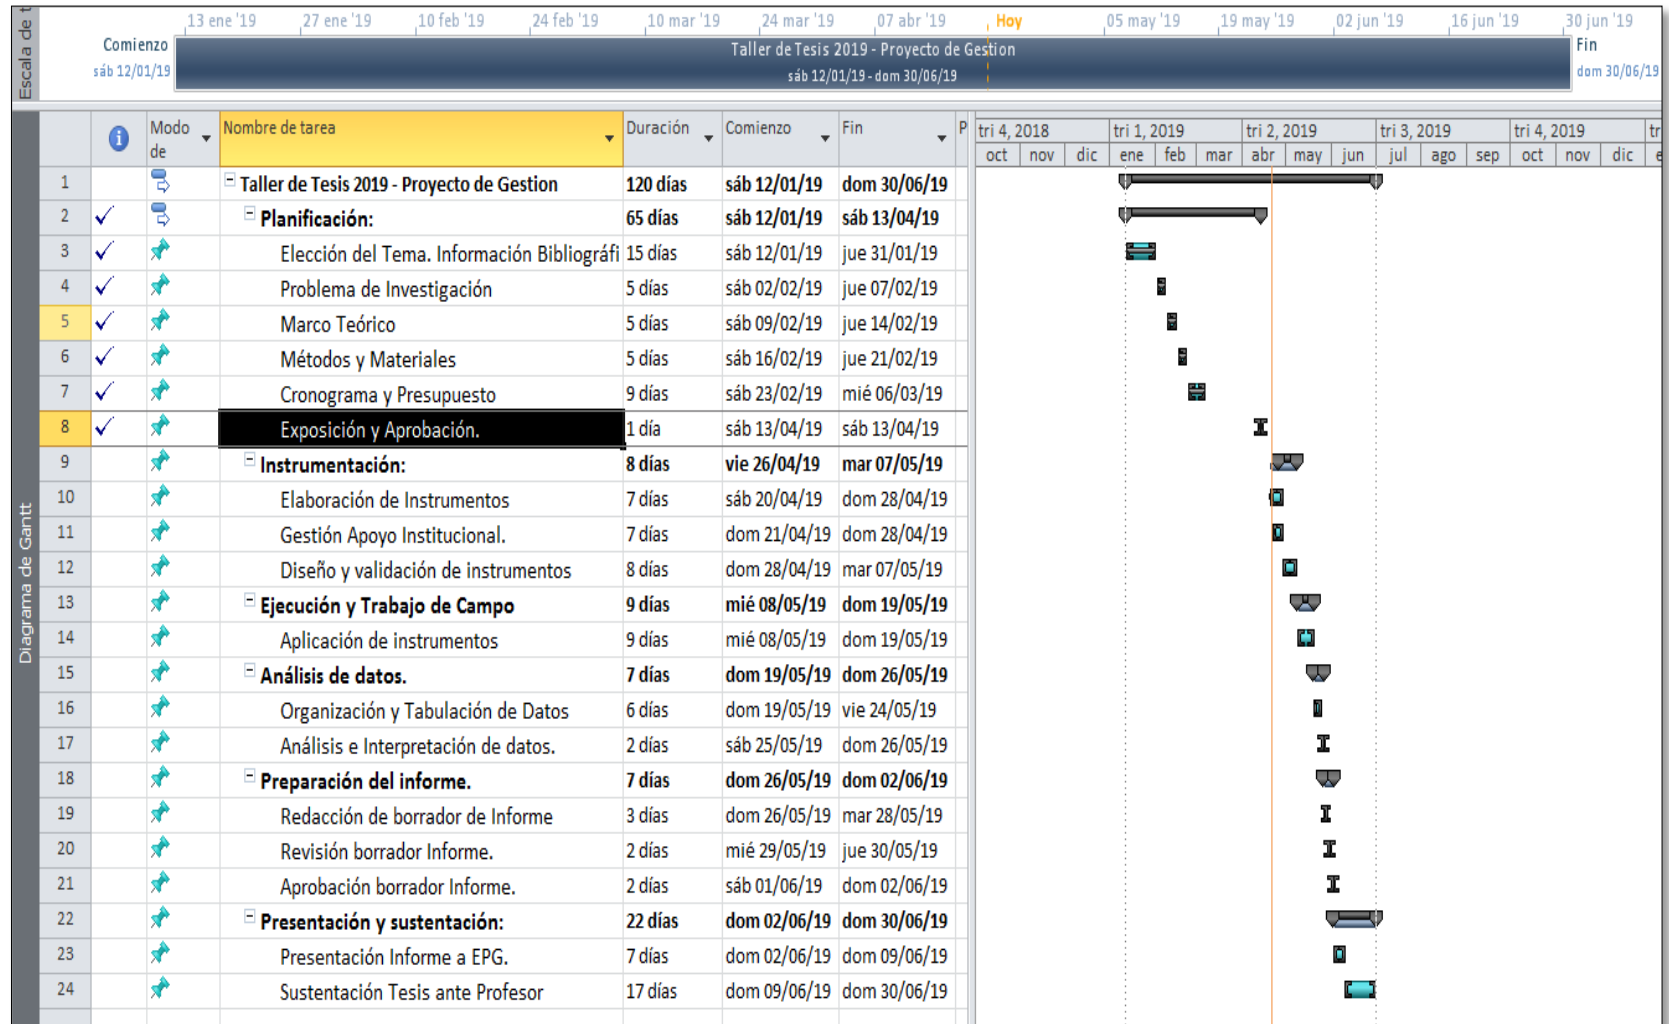 13 ene '19 27 ene '19 10 feb '19 24 feb '19 10 mar '19 24 mar '19 07 abr '19 Hoy 05 may '19 19 may '19 02 jun '19 16 jun '19 30 jun '19
Escala de t
Comienzo
sáb 12/01/19
Taller de Tesis 2019 - Proyecto de Gestion
sáb 12/01/19 - dom 30/06/19
Fin
dom 30/06/19
Diagrama de Gantt
Modo de Nombre de tarea Duración Comienzo Fin P
tri 4, 2018 tri 1, 2019 tri 2, 2019 tri 3, 2019 tri 4, 2019 tr
oct nov dic ene feb mar abr may jun jul ago sep oct nov dic e
1 Taller de Tesis 2019 - Proyecto de Gestion 120 días sáb 12/01/19 dom 30/06/19
2 Planificación: 65 días sáb 12/01/19 sáb 13/04/19
3 Elección del Tema. Información Bibliográfi 15 días sáb 12/01/19 jue 31/01/19
4 Problema de Investigación 5 días sáb 02/02/19 jue 07/02/19
5 Marco Teórico 5 días sáb 09/02/19 jue 14/02/19
6 Métodos y Materiales 5 días sáb 16/02/19 jue 21/02/19
7 Cronograma y Presupuesto 9 días sáb 23/02/19 mié 06/03/19
8 Exposición y Aprobación. 1 día sáb 13/04/19 sáb 13/04/19
9 Instrumentación: 8 días vie 26/04/19 mar 07/05/19
10 Elaboración de Instrumentos 7 días sáb 20/04/19 dom 28/04/19
11 Gestión Apoyo Institucional. 7 días dom 21/04/19 dom 28/04/19
12 Diseño y validación de instrumentos 8 días dom 28/04/19 mar 07/05/19
13 Ejecución y Trabajo de Campo 9 días mié 08/05/19 dom 19/05/19
14 Aplicación de instrumentos 9 días mié 08/05/19 dom 19/05/19
15 Análisis de datos. 7 días dom 19/05/19 dom 26/05/19
16 Organización y Tabulación de Datos 6 días dom 19/05/19 vie 24/05/19
17 Análisis e Interpretación de datos. 2 días sáb 25/05/19 dom 26/05/19
18 Preparación del informe. 7 días dom 26/05/19 dom 02/06/19
19 Redacción de borrador de Informe 3 días dom 26/05/19 mar 28/05/19
20 Revisión borrador Informe. 2 días mié 29/05/19 jue 30/05/19
21 Aprobación borrador Informe. 2 días sáb 01/06/19 dom 02/06/19
22 Presentación y sustentación: 22 días dom 02/06/19 dom 30/06/19
23 Presentación Informe a EPG. 7 días dom 02/06/19 dom 09/06/19
24 Sustentación Tesis ante Profesor 17 días dom 09/06/19 dom 30/06/19